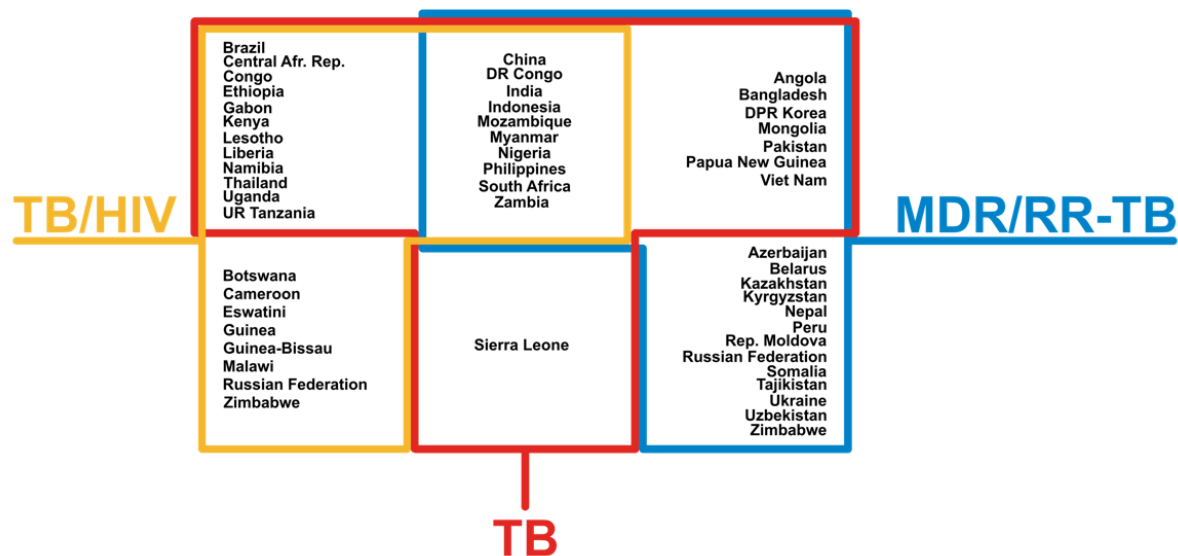 Brazil
Central Afr. Rep.
Congo
Ethiopia
Gabon
Kenya
Lesotho
Liberia
Namibia
Thailand
Uganda
UR Tanzania
China
DR Congo
India
Indonesia
Mozambique
Myanmar
Nigeria
Philippines
South Africa
Zambia
Angola
Bangladesh
DPR Korea
Mongolia
Pakistan
Papua New Guinea
Viet Nam
TB/HIV
MDR/RR-TB
Botswana
Cameroon
Eswatini
Guinea
Guinea-Bissau
Malawi
Russian Federation
Zimbabwe
Sierra Leone
Azerbaijan
Belarus
Kazakhstan
Kyrgyzstan
Nepal
Peru
Rep. Moldova
Russian Federation
Somalia
Tajikistan
Ukraine
Uzbekistan
Zimbabwe
TB